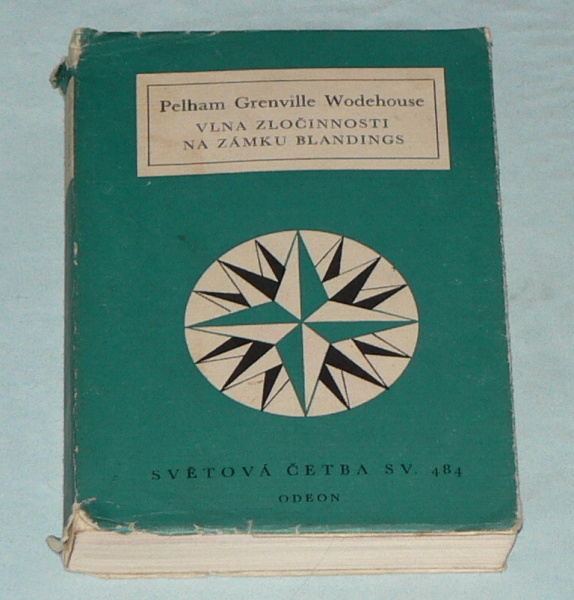 Pelham Grenville Wodehouse
VLNA ZLOČINNOSTI
NA ZÁMKU BLANDINGS
SVĚTOVÁ ČETBA SV. 484
ODEON